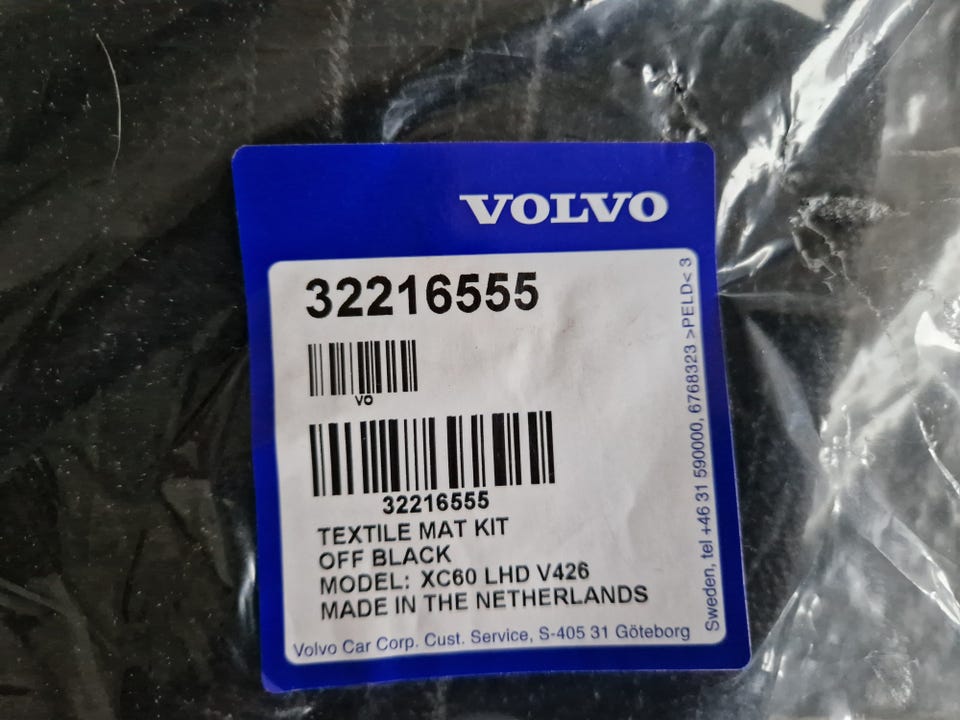 VOLVO
32216555
VO
32216555
TEXTILE MAT KIT
OFF BLACK
MODEL: XC60 LHD V426
MADE IN THE NETHERLANDS
Volvo Car Corp. Cust. Service, S-405 31 Göteborg
Sweden, tel +46 31 590000, 6768323 >PELD< 3